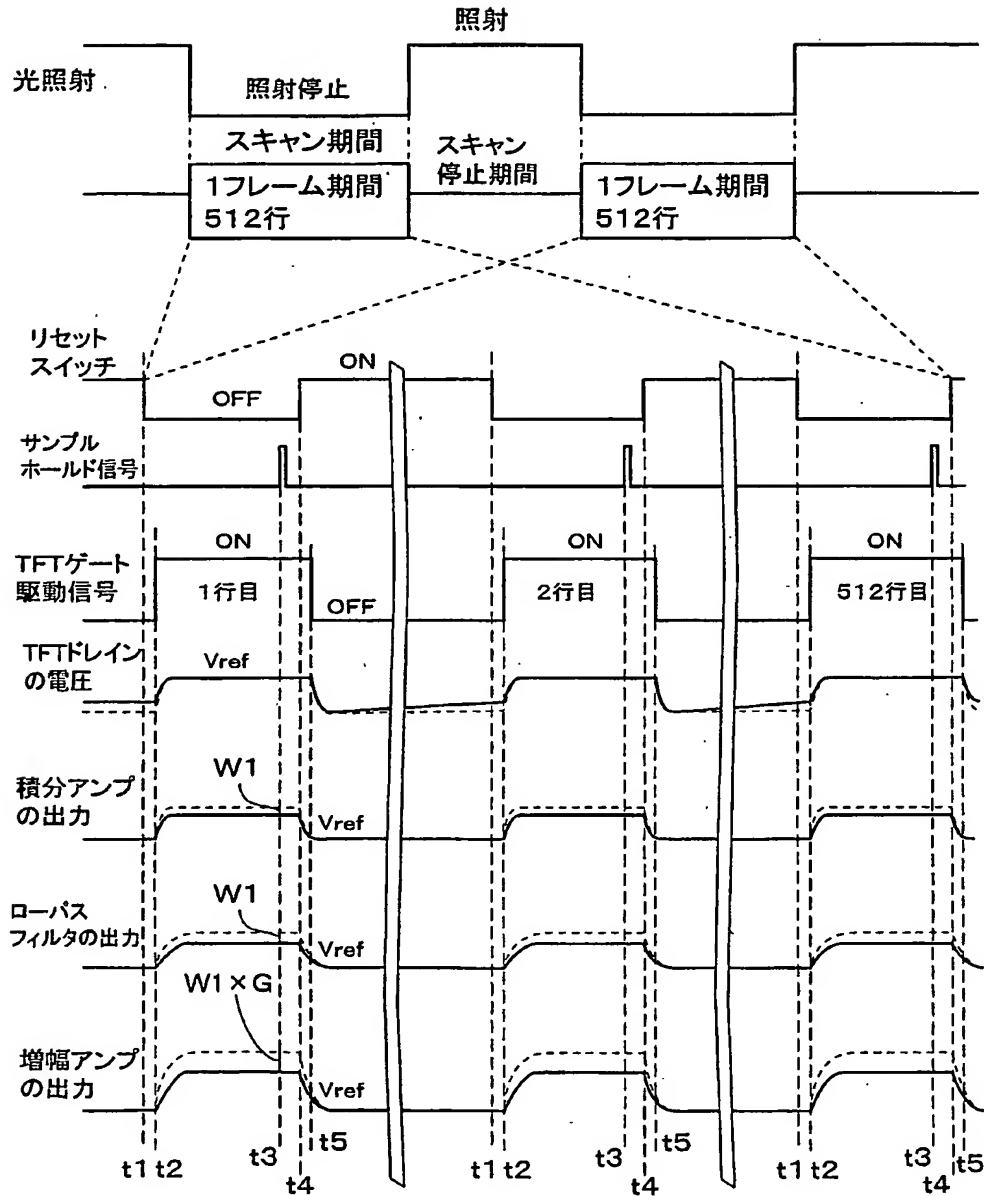 照射
光照射
照射停止
スキャン期間
スキャン
停止期間
1フレーム期間
512行
1フレーム期間
512行
リセット
スイッチ
ON
OFF
サンプル
ホールド信号
TFTゲート
駆動信号
ON
1行目
OFF
ON
2行目
ON
512行目
TFTドレイン
の電圧
Vref
積分アンプ
の出力
W1
Vref
ローパス
フィルタの出力
W1
Vref
W1×G
増幅アンプ
の出力
Vref
t1 t2 t3 t4 t5 t1 t2 t3 t4 t5 t1 t2 t3 t4 t5